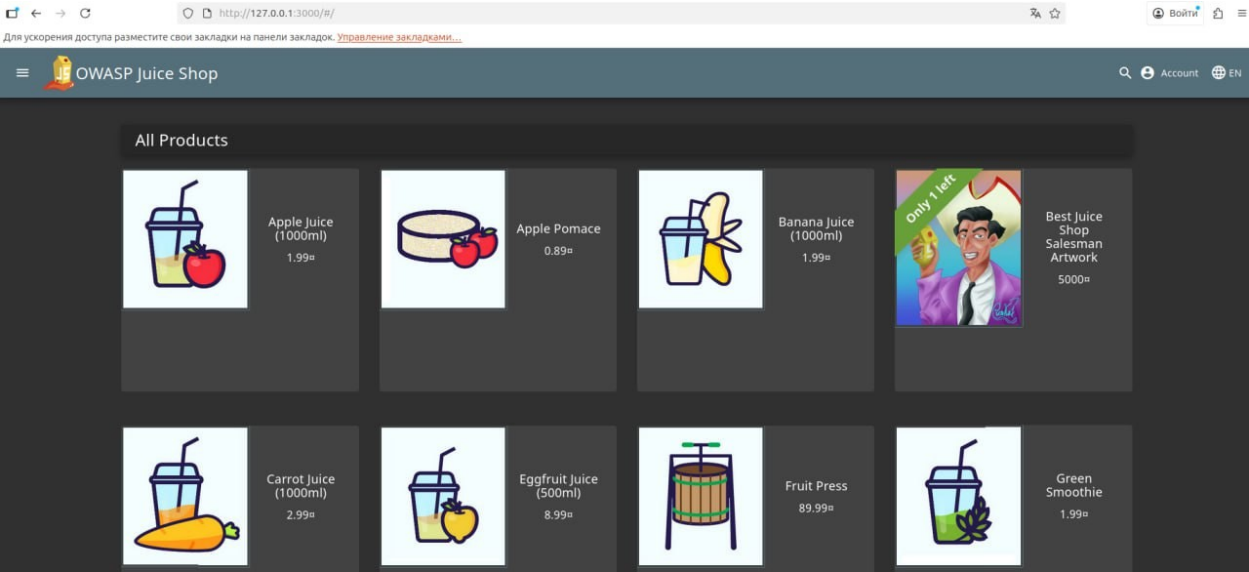 http://127.0.0.1:3000/#/
Войти
Для ускорения доступа разместите свои закладки на панели закладок. Управление закладками…
JS
OWASP Juice Shop
Account
EN
All Products
Apple Juice
(1000ml)
1.99¤
Apple Pomace
0.89¤
Banana Juice
(1000ml)
1.99¤
Only 1 left
Best Juice
Shop
Salesman
Artwork
5000¤
Carrot Juice
(1000ml)
2.99¤
Eggfruit Juice
(500ml)
8.99¤
Fruit Press
89.99¤
Green
Smoothie
1.99¤